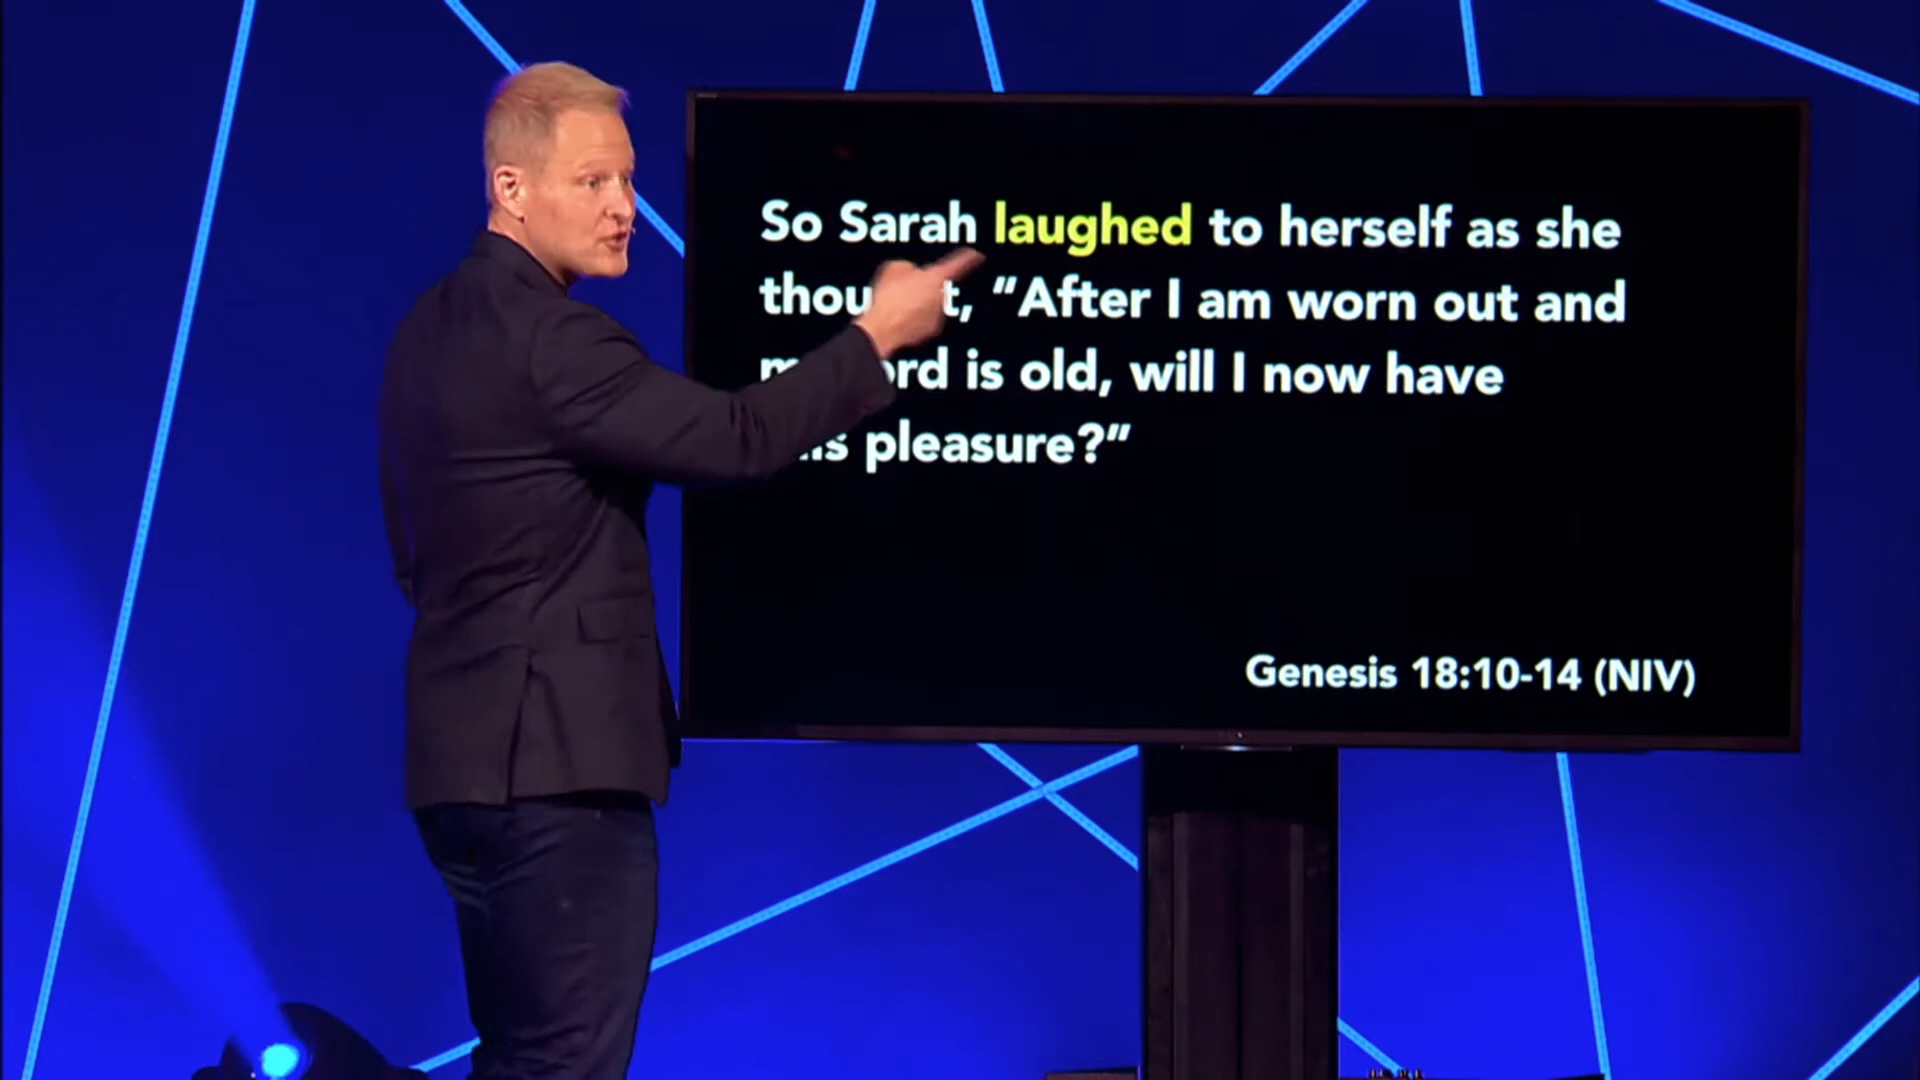 So Sarah laughed to herself as she
“After I am worn out and
is old, will I now have
pleasure?”
Genesis 18:10-14 (NIV)